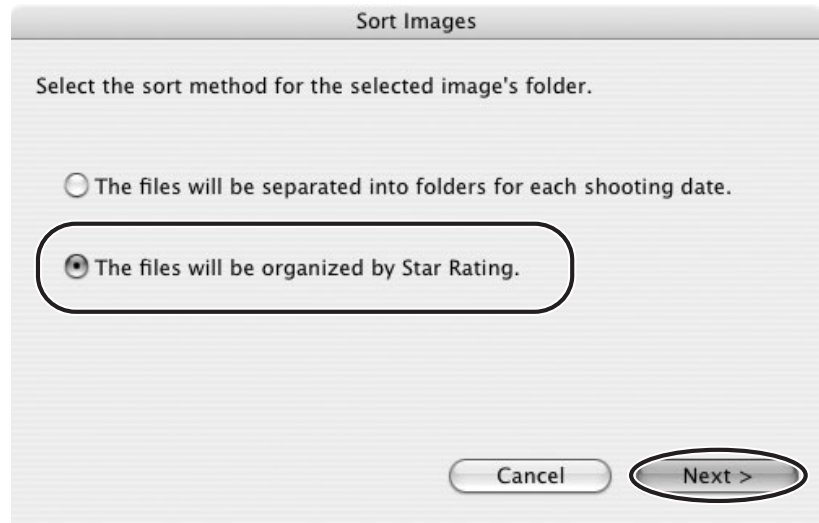 Sort Images
Select the sort method for the selected image's folder.
The files will be separated into folders for each shooting date.
The files will be organized by Star Rating.
Cancel
Next >